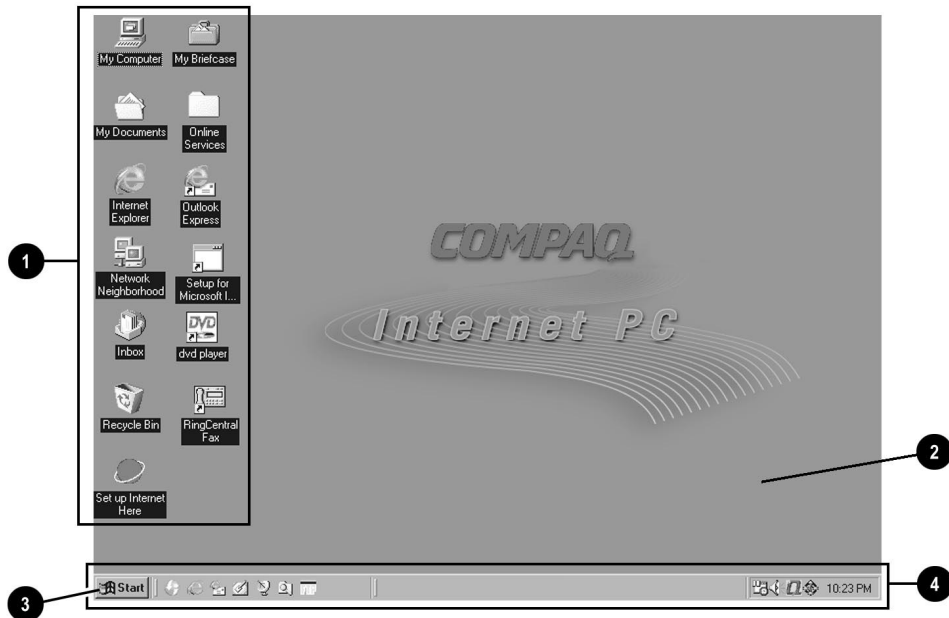 My Computer
My Briefcase
My Documents
Online
Services
Internet
Explorer
Outlook
Express
Network
Neighborhood
Setup for
Microsoft I...
Inbox
DVD
dvd player
Recycle Bin
RingCentral
Fax
Set up Internet
Here
COMPAQ
Internet PC
1
2
3
4
Start
10:23 PM